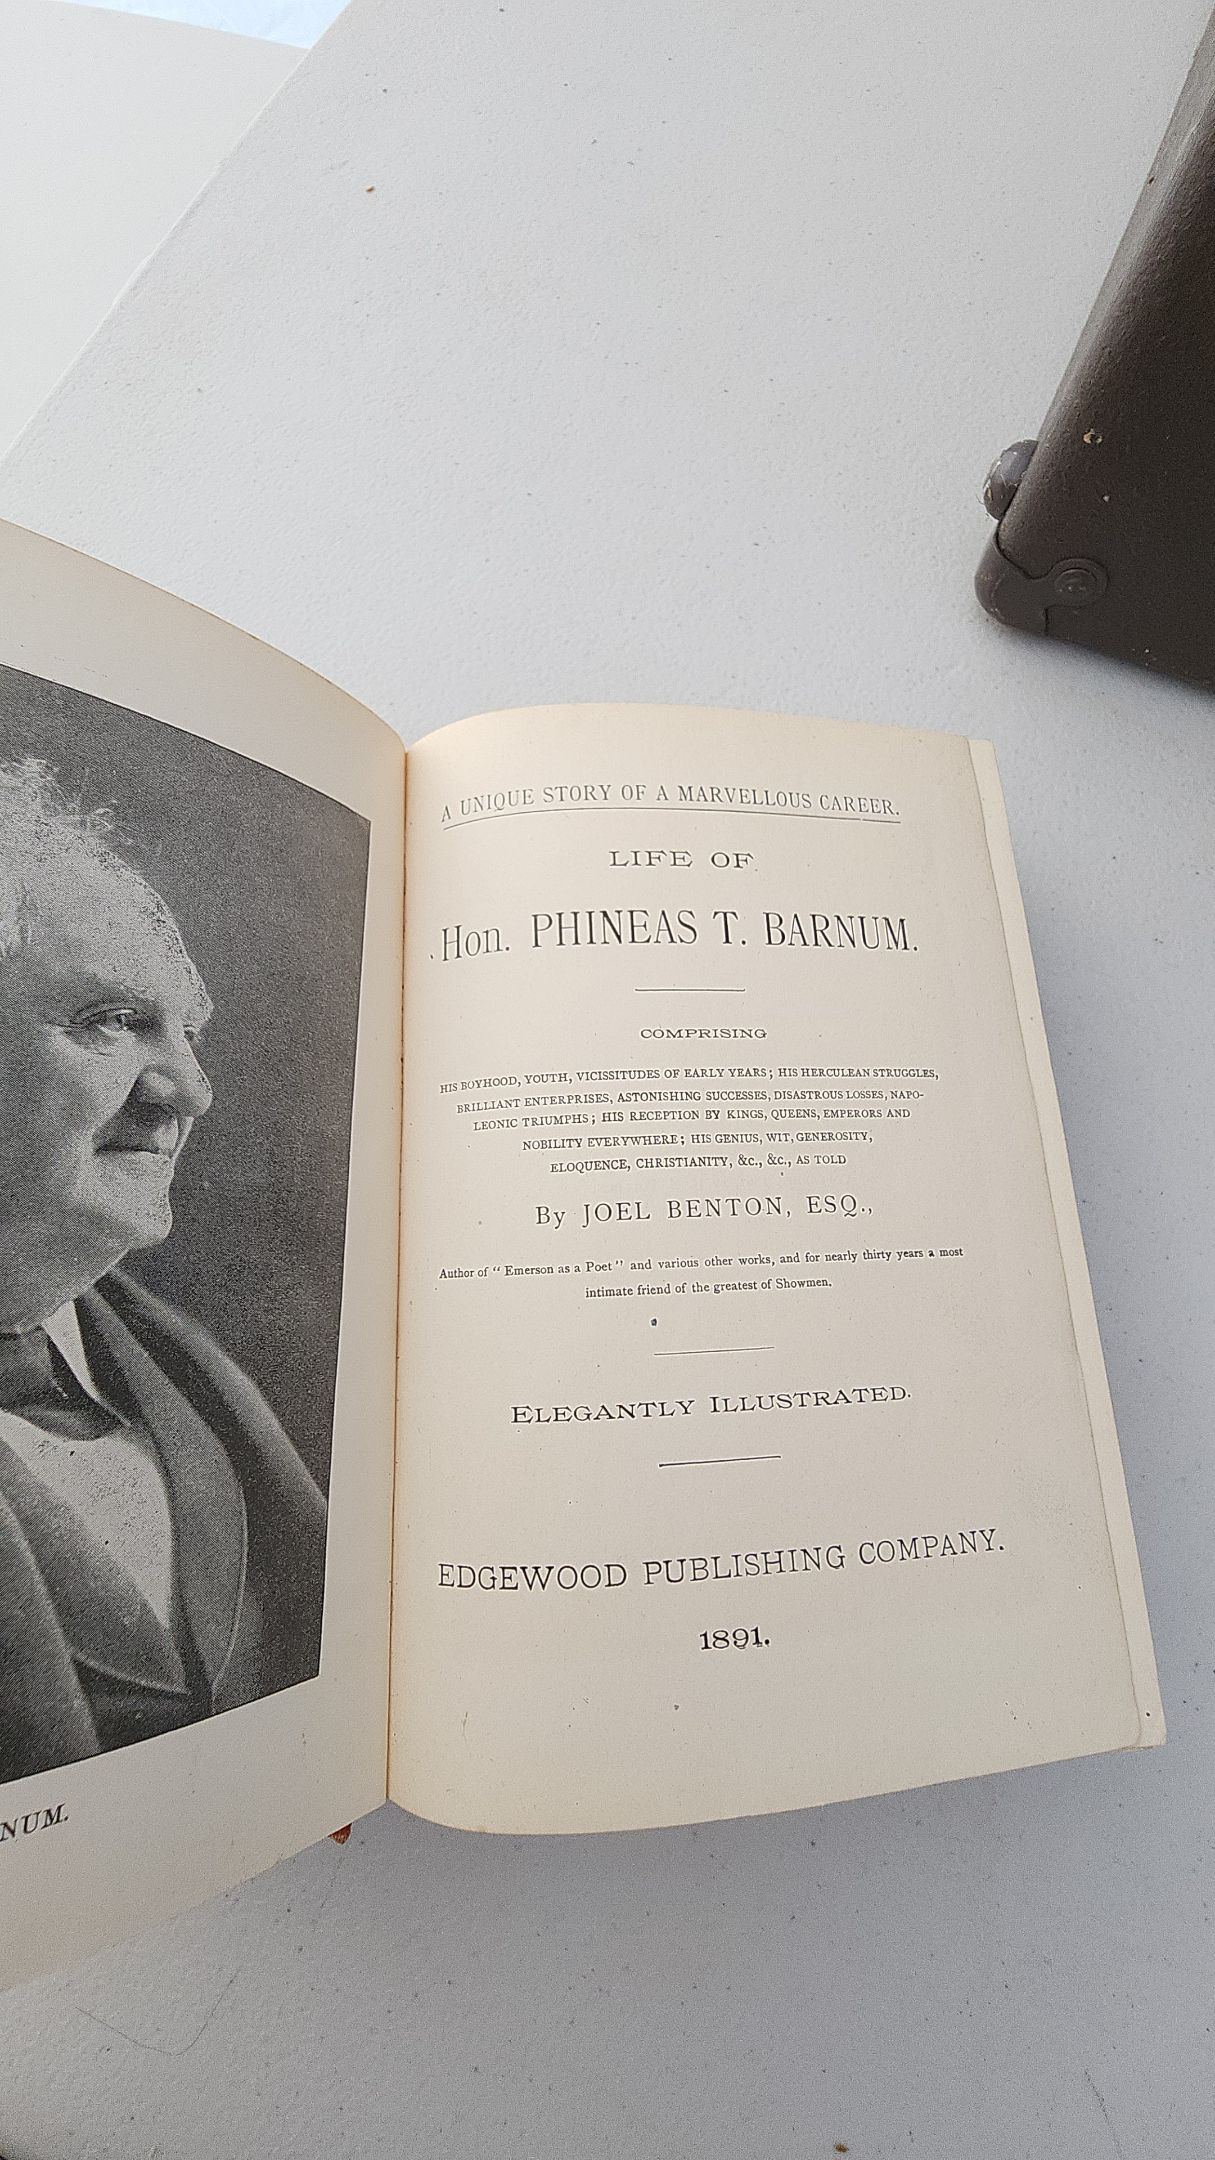 NUM.
A UNIQUE STORY OF A MARVELLOUS CAREER.
LIFE OF
Hon. PHINEAS T. BARNUM.
COMPRISING
HIS BOYHOOD, YOUTH, VICISSITUDES OF EARLY YEARS; HIS HERCULEAN STRUGGLES,
BRILLIANT ENTERPRISES, ASTONISHING SUCCESSES, DISASTROUS LOSSES, NAPO-
LEONIC TRIUMPHS; HIS RECEPTION BY KINGS, QUEENS, EMPERORS AND
NOBILITY EVERYWHERE; HIS GENIUS, WIT, GENEROSITY,
ELOQUENCE, CHRISTIANITY, &c., &c., AS TOLD
By JOEL BENTON, ESQ.,
Author of "Emerson as a Poet" and various other works, and for nearly thirty years a most
intimate friend of the greatest of Showmen.
ELEGANTLY ILLUSTRATED.
EDGEWOOD PUBLISHING COMPANY.
1891.